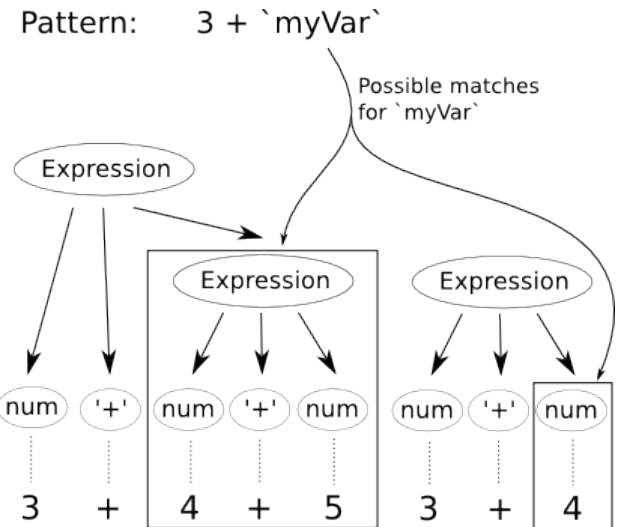 Pattern: 3 + `myVar`
Possible matches
for `myVar`
Expression
Expression Expression
num '+' num '+' num num '+' num
3 + 4 + 5 3 + 4